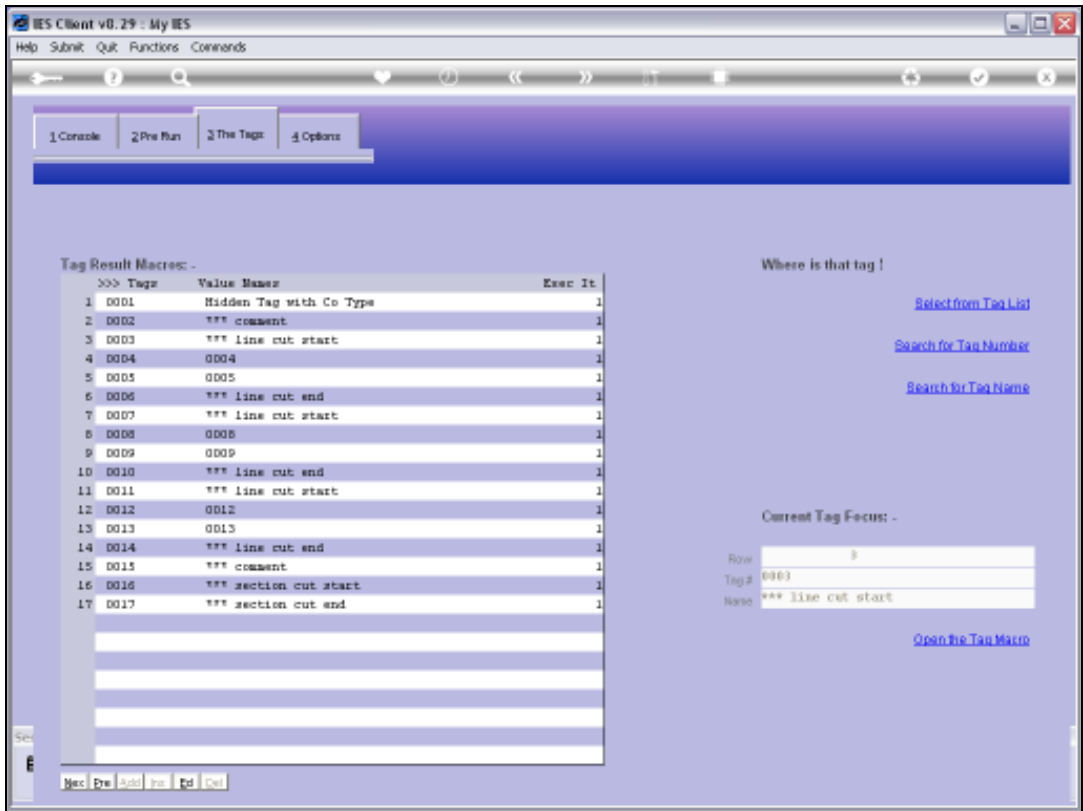 IES Client v8.29 : My IES
Help Submit Quit Functions Commands
1 Console 2 Pre Run 3 The Tags 4 Options
Tag Result Macros: -
>>> Tags Value Names Exec It
1 0001 Hidden Tag with Co Type 1
2 0002 *** comment 1
3 0003 *** line cut start 1
4 0004 0004 1
5 0005 0005 1
6 0006 *** line cut end 1
7 0007 *** line cut start 1
8 0008 0008 1
9 0009 0009 1
10 0010 *** line cut end 1
11 0011 *** line cut start 1
12 0012 0012 1
13 0013 0013 1
14 0014 *** line cut end 1
15 0015 *** comment 1
16 0016 *** section cut start 1
17 0017 *** section cut end 1
Where is that tag !
Select from Tag List
Search for Tag Number
Search for Tag Name
Current Tag Focus: -
Row 3
Tag# 0003
Name *** line cut start
Open the Tag Macro
Ses
Nex Pre Add Ins Ed Del